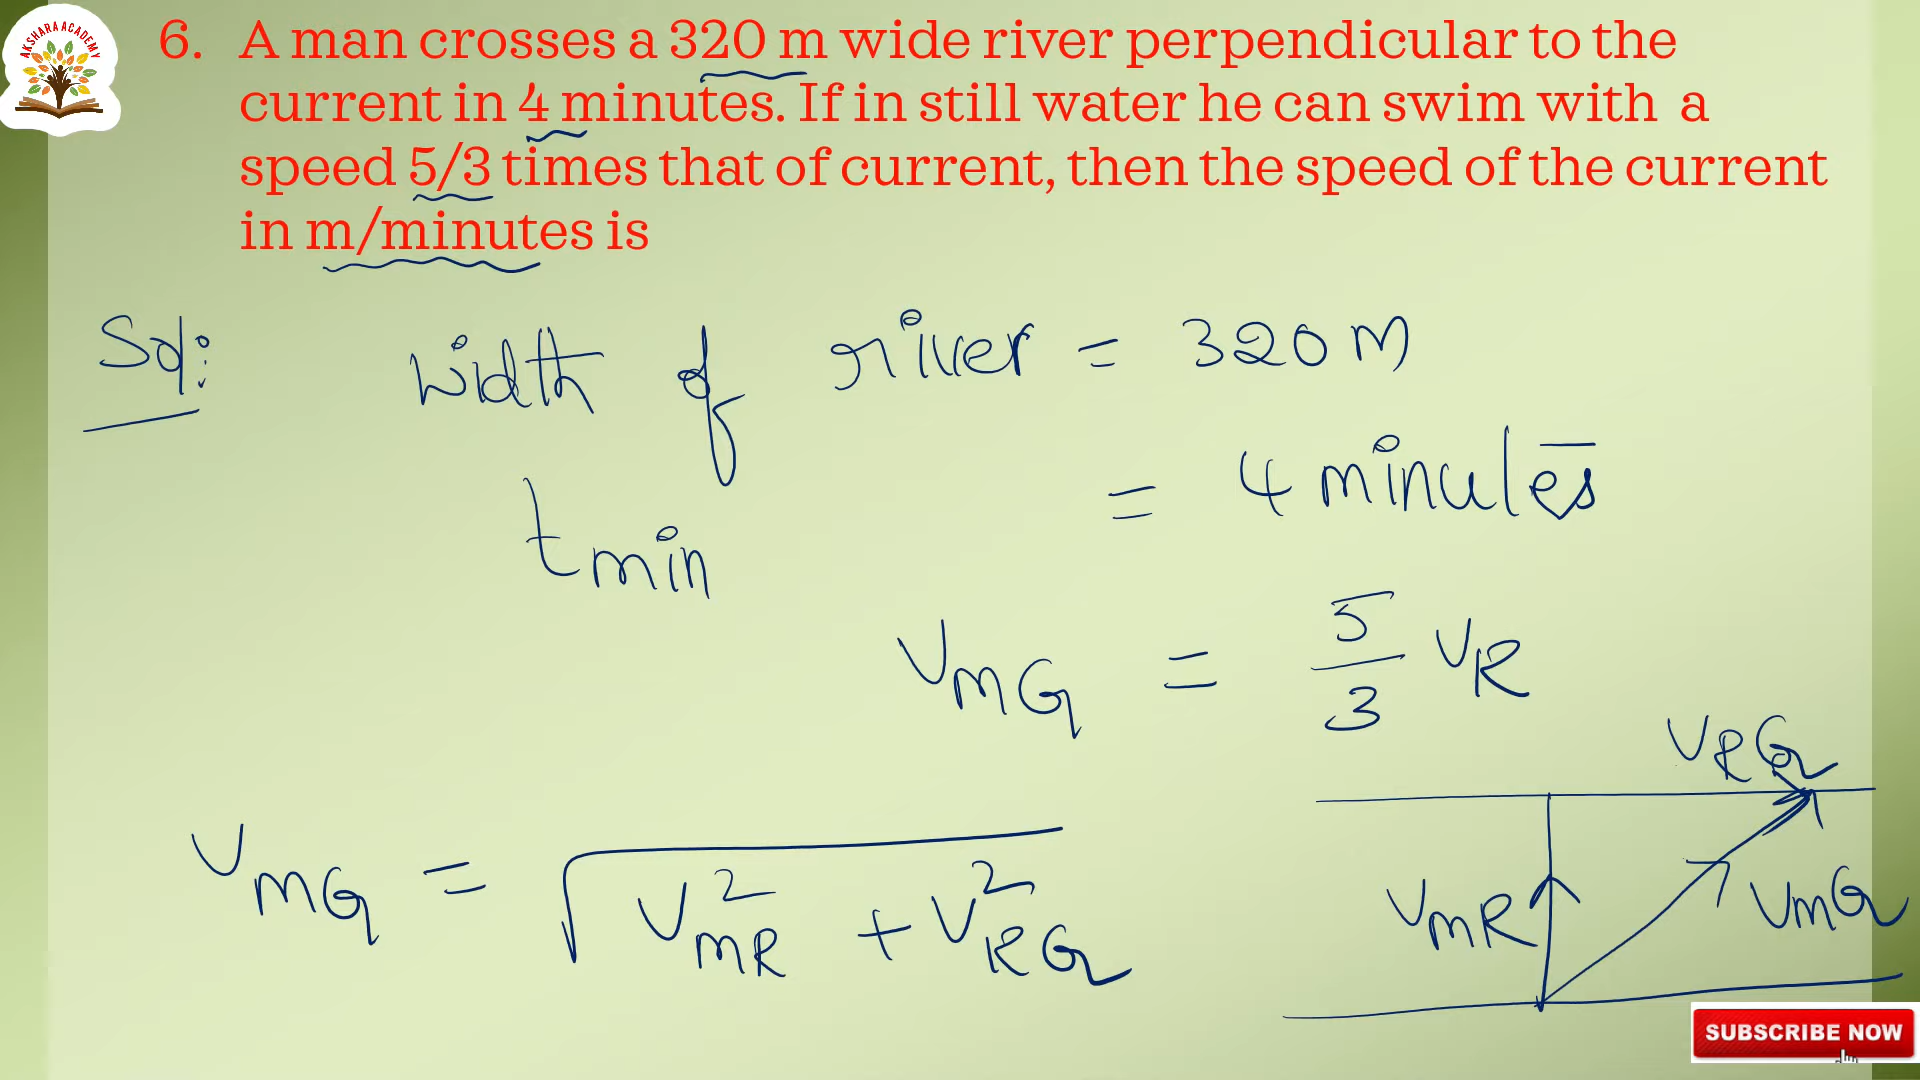 AKSHARA ACADEMY
6. A man crosses a 320 m wide river perpendicular to the
current in 4 minutes. If in still water he can swim with a
speed 5/3 times that of current, then the speed of the current
in m/minutes is
Sol:
width of river = 320 m
tmin = 4 minutes
VMG = 5/3 VR
VMG = √V²MR + V²RG
VRG
VMR
VMG
SUBSCRIBE NOW